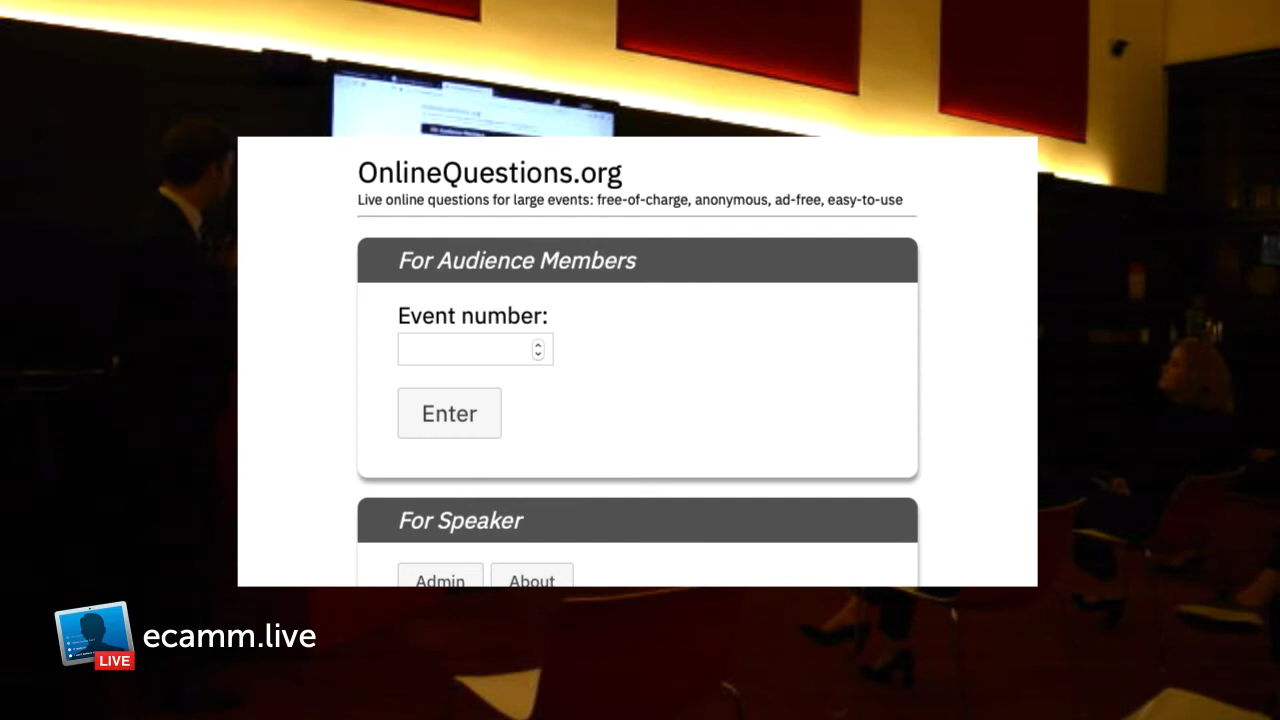 OnlineQuestions.org
Live online questions for large events: free-of-charge, anonymous, ad-free, easy-to-use
For Audience Members
Event number:
Enter
For Speaker
Admin About
ecamm.live
LIVE